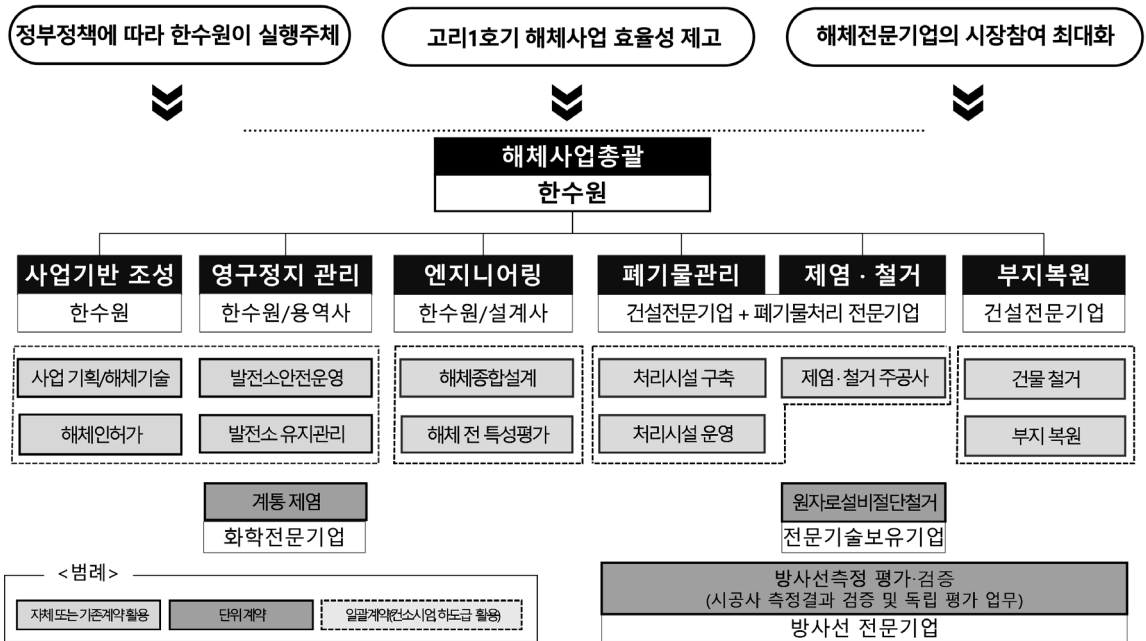 정부정책에 따라 한수원이 실행주체
고리1호기 해체사업 효율성 제고
해체전문기업의 시장참여 최대화
해체사업총괄
한수원
사업기반 조성
한수원
영구정지 관리
한수원/용역사
엔지니어링
한수원/설계사
폐기물관리
제염 · 철거
건설전문기업 + 폐기물처리 전문기업
부지복원
건설전문기업
사업 기획/해체기술
발전소안전운영
해체종합설계
처리시설 구축
제염·철거 주공사
건물 철거
해체인허가
발전소 유지관리
해체 전 특성평가
처리시설 운영
부지 복원
계통 제염
화학전문기업
원자로설비절단철거
전문기술보유기업
방사선측정 평가·검증
(시공사 측정결과 검증 및 독립 평가 업무)
방사선 전문기업
<범례>
자체 또는 기존계약 활용
단위 계약
일괄계약(컨소시엄, 하도급 활용)